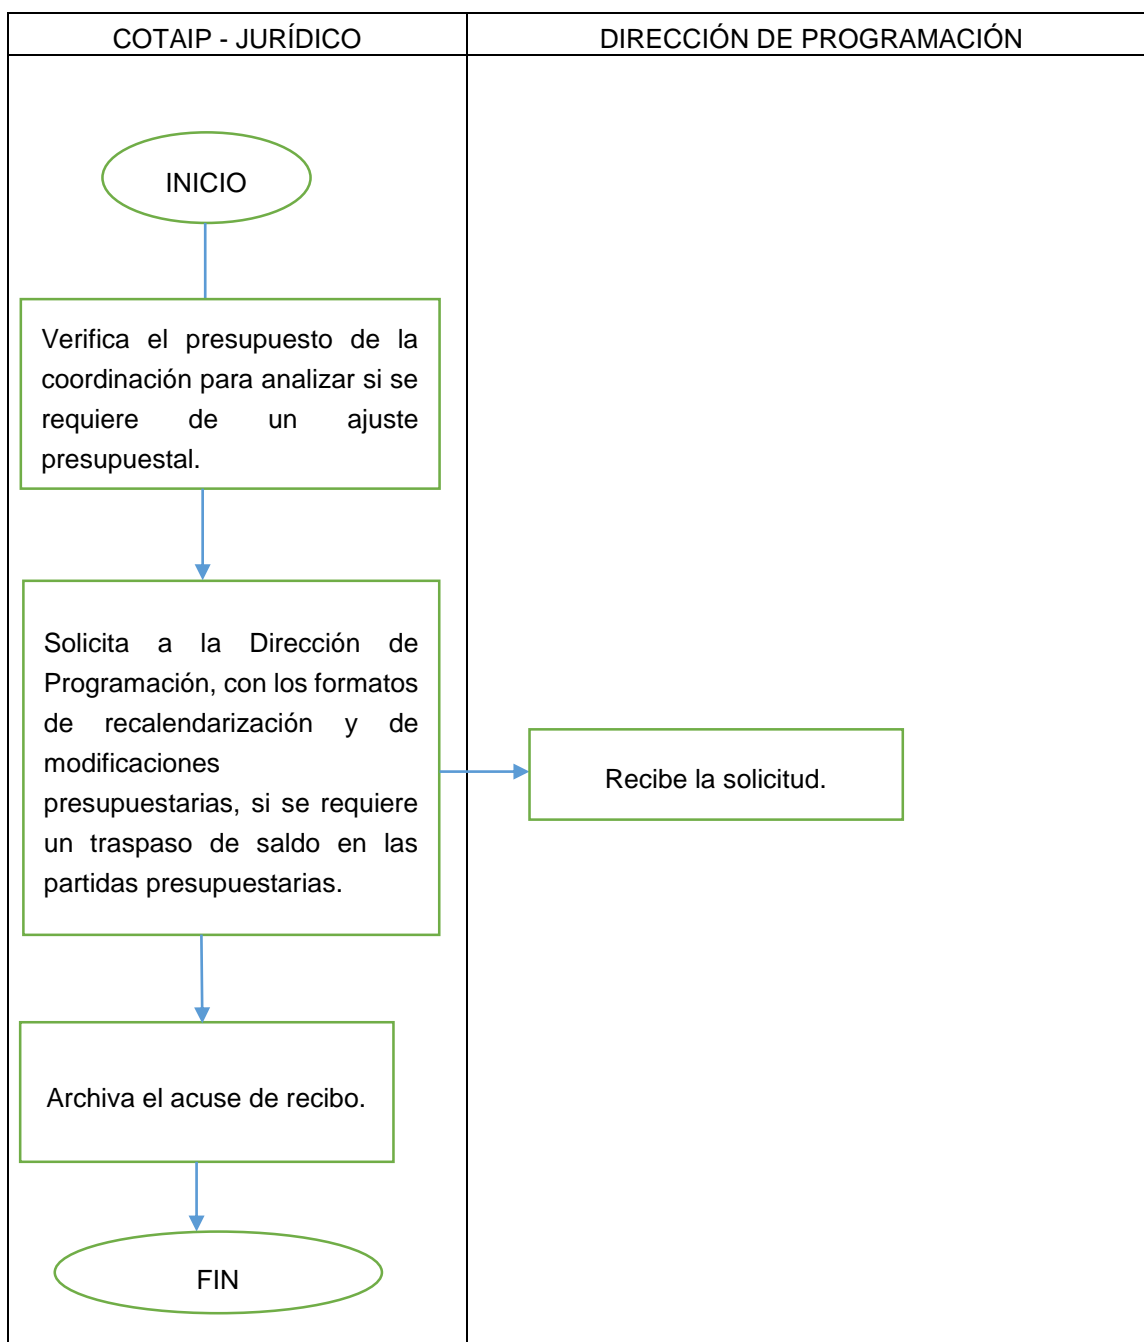 COTAIP - JURÍDICO
DIRECCIÓN DE PROGRAMACIÓN
INICIO
Verifica el presupuesto de la
coordinación para analizar si se
requiere de un ajuste
presupuestal.
Solicita a la Dirección de
Programación, con los formatos
de recalendarización y de
modificaciones
presupuestarias, si se requiere
un traspaso de saldo en las
partidas presupuestarias.
Recibe la solicitud.
Archiva el acuse de recibo.
FIN